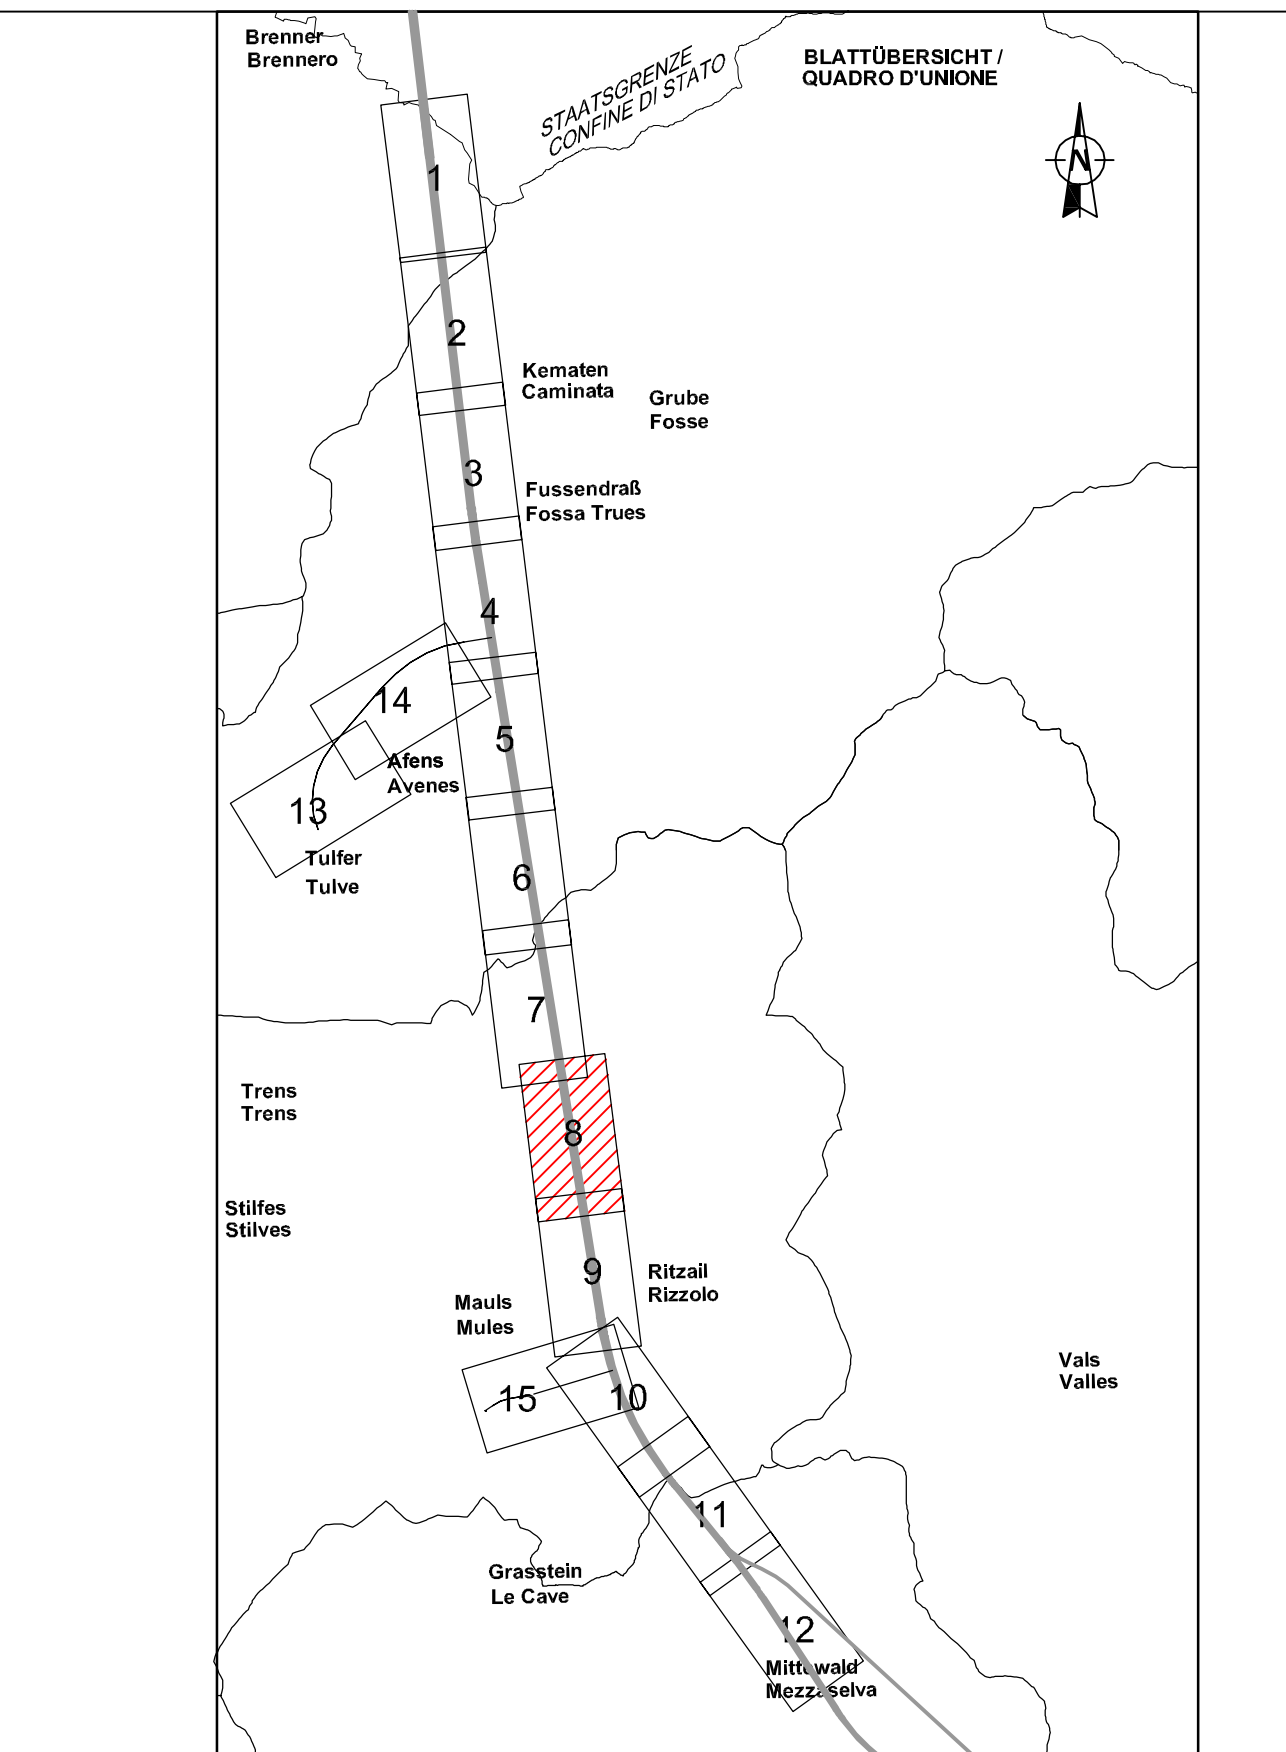 Brenner
Brennero
STAATSGRENZE
CONFINE DI STATO
BLATTÜBERSICHT /
QUADRO D'UNIONE
N
1
2
Kematen
Caminata
Grube
Fosse
3
Fussendraß
Fossa Trues
4
14
5
Afens
Avenes
13
Tulfer
Tulve
6
7
Trens
Trens
8
Stilfes
Stilves
9
Ritzail
Rizzolo
Mauls
Mules
15
10
Vals
Valles
11
Grasstein
Le Cave
12
Mittewald
Mezzaselva